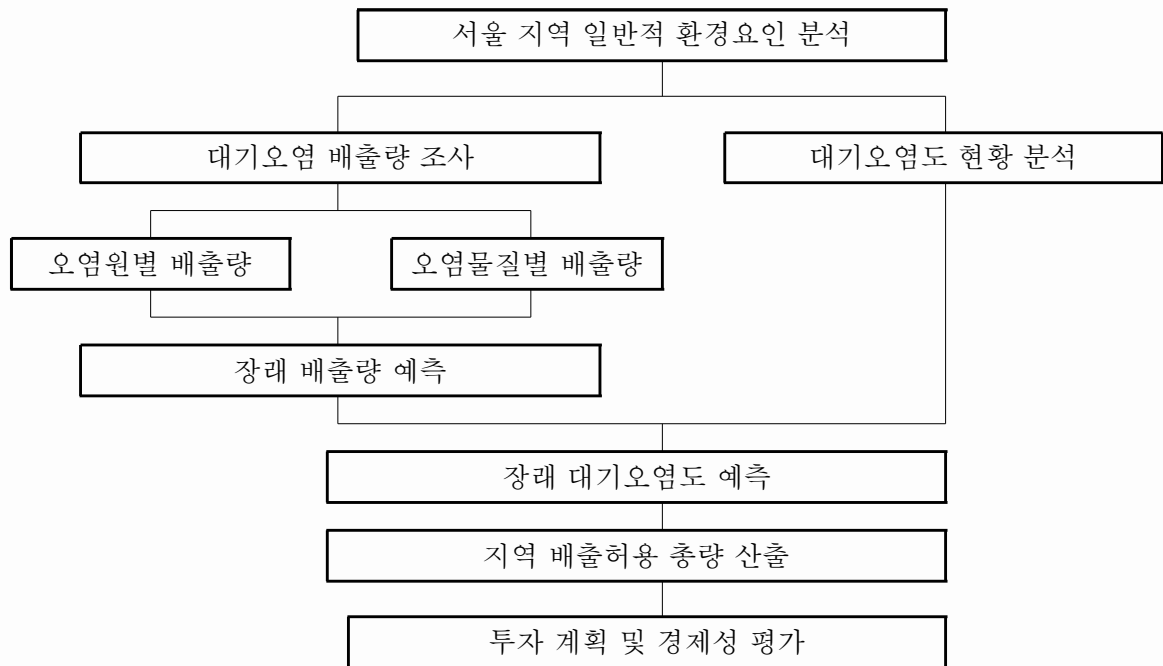 서울 지역 일반적 환경요인 분석
대기오염 배출량 조사
대기오염도 현황 분석
오염원별 배출량
오염물질별 배출량
장래 배출량 예측
장래 대기오염도 예측
지역 배출허용 총량 산출
투자 계획 및 경제성 평가